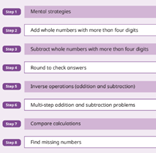 Step 1 Mental strategies
Step 2 Add whole numbers with more than four digits
Step 3 Subtract whole numbers with more than four digits
Step 4 Round to check answers
Step 5 Inverse operations (addition and subtraction)
Step 6 Multi-step addition and subtraction problems
Step 7 Compare calculations
Step 8 Find missing numbers